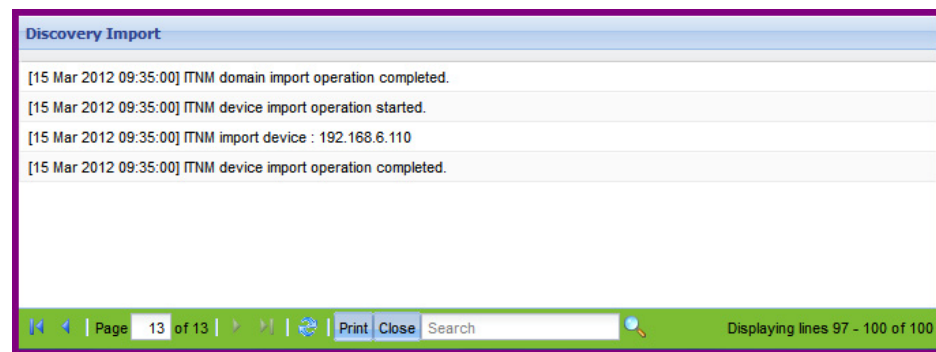 Discovery Import
[15 Mar 2012 09:35:00] ITNM domain import operation completed.
[15 Mar 2012 09:35:00] ITNM device import operation started.
[15 Mar 2012 09:35:00] ITNM import device : 192.168.6.110
[15 Mar 2012 09:35:00] ITNM device import operation completed.
Page 13 of 13 Print Close Search Displaying lines 97 - 100 of 100